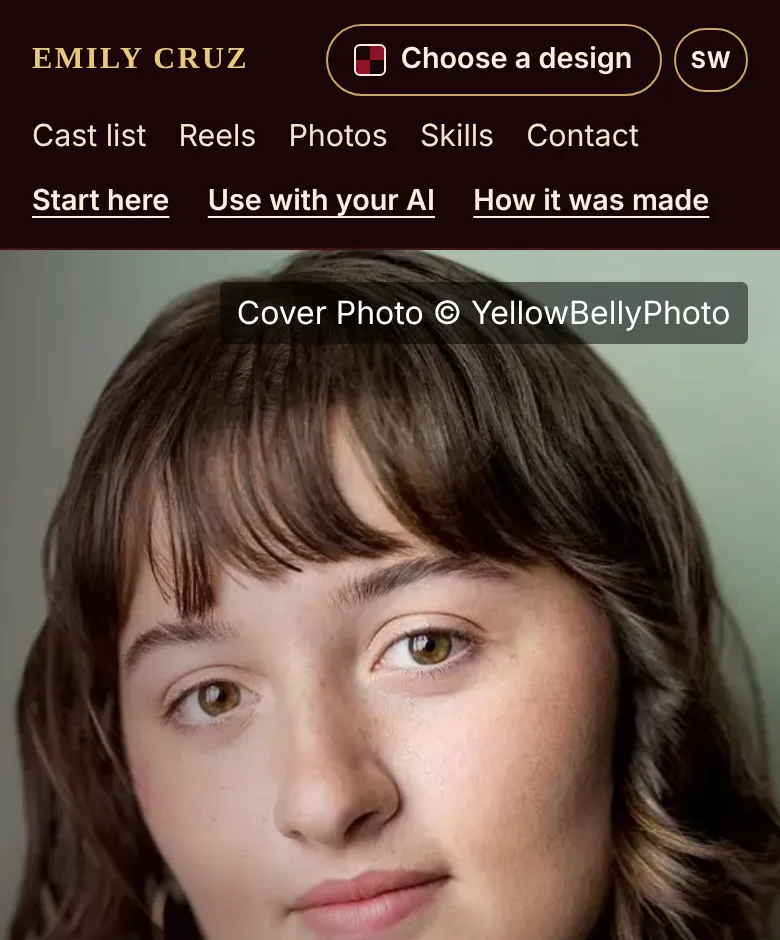 EMILY CRUZ
Choose a design
SW
Cast list Reels Photos Skills Contact
Start here Use with your AI How it was made
Cover Photo © YellowBellyPhoto